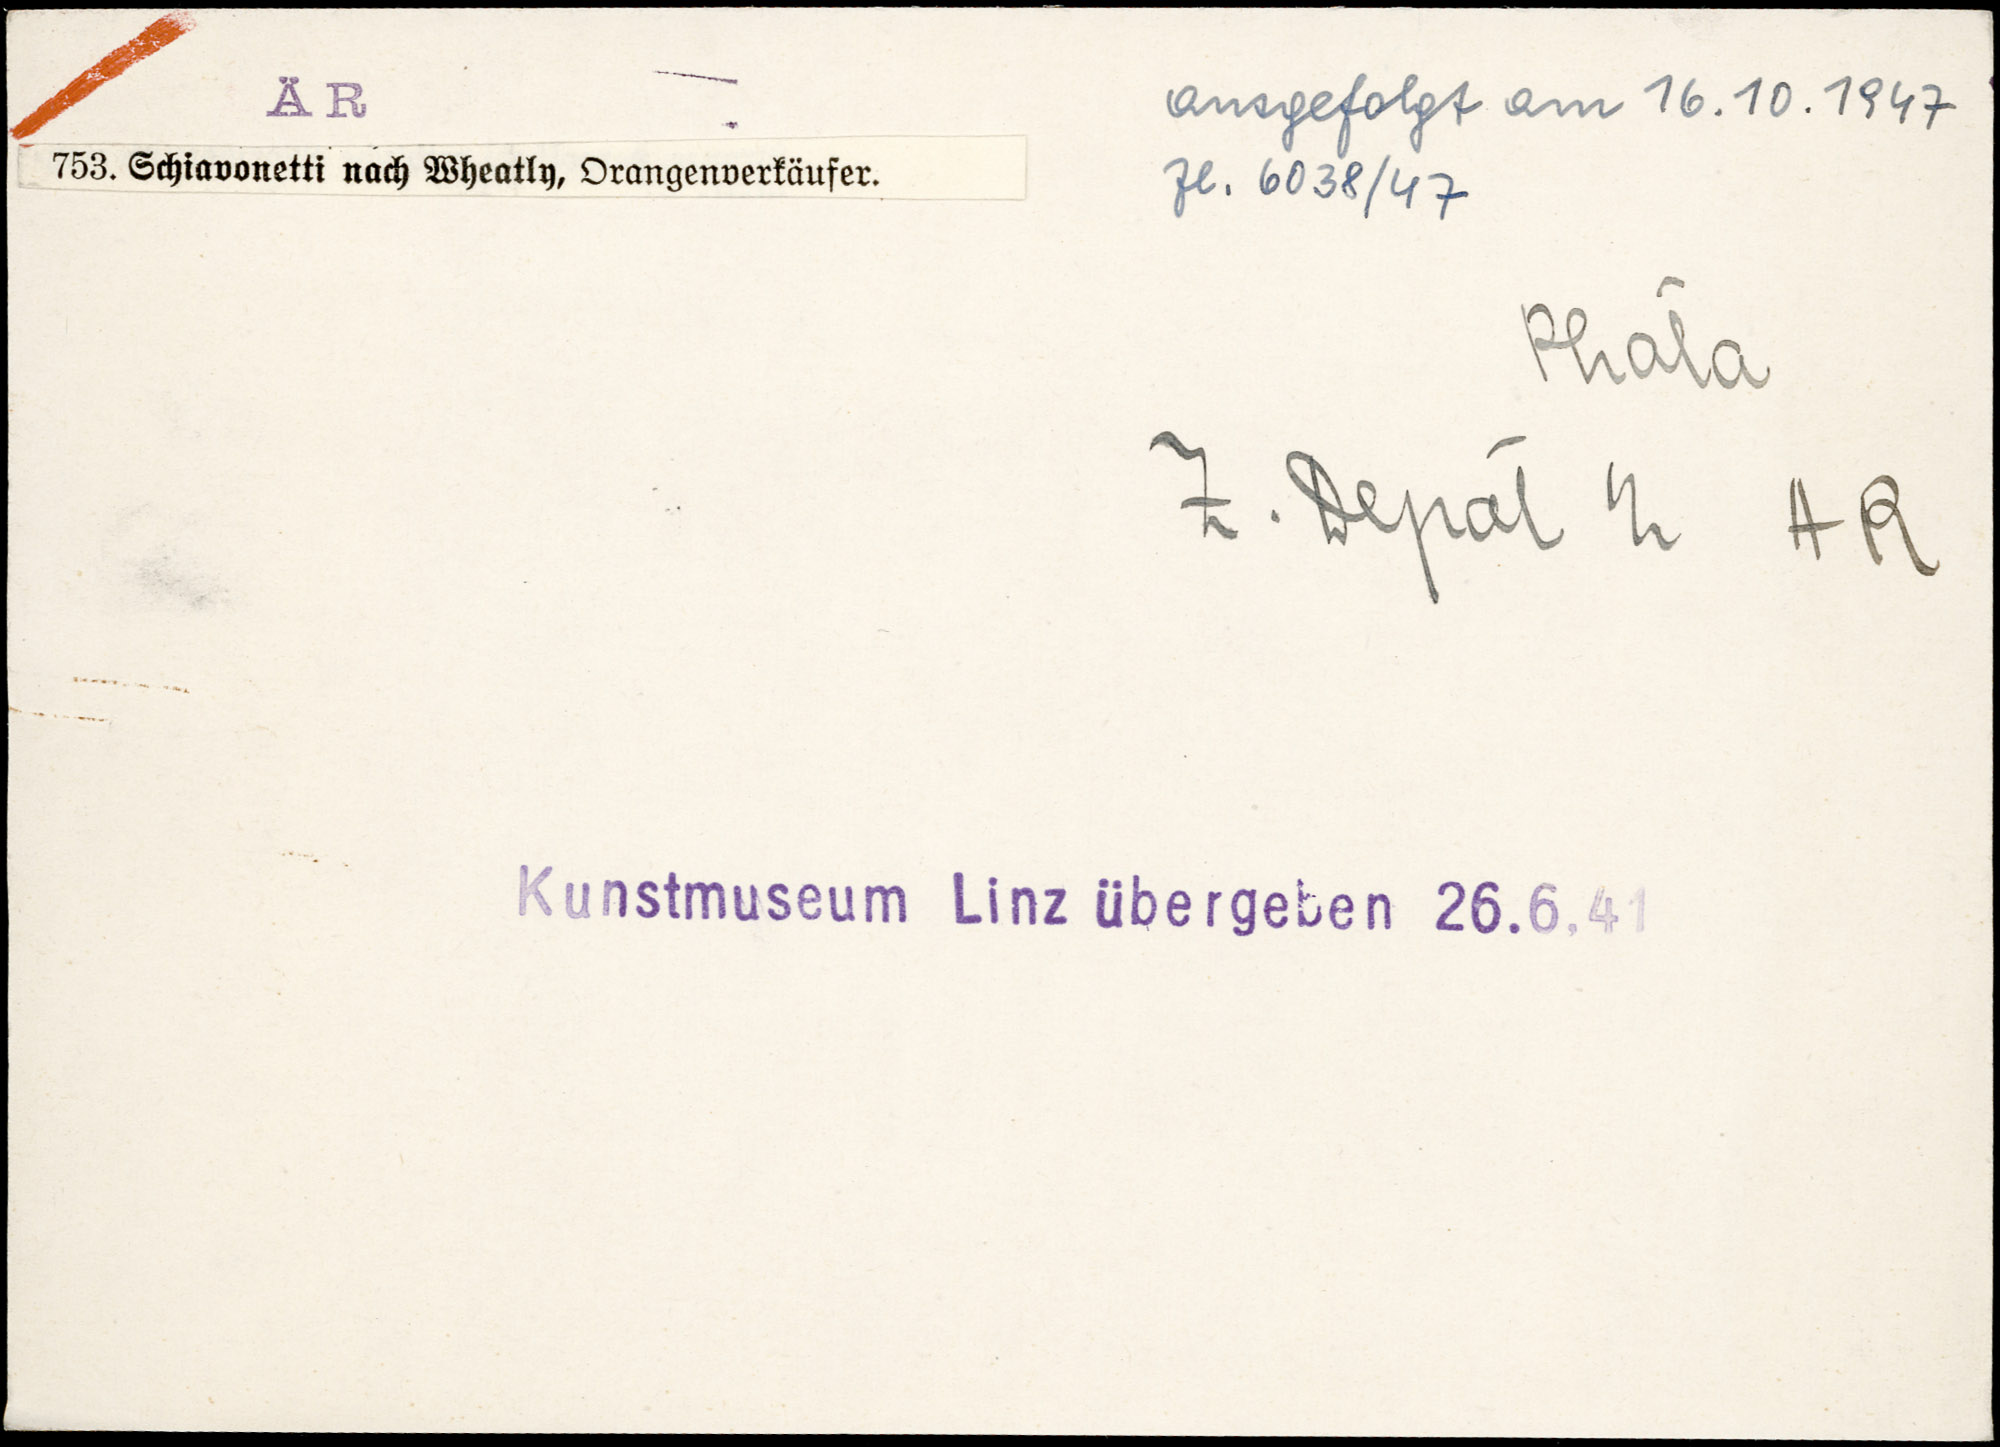 ÄR
753. Schiavonetti nach Wheatly, Orangenverkäufer.
ausgefolgt am 16.10.1947
Zl. 6038/47
Z. Depot
AR
Kunstmuseum Linz übergeben 26.6.41